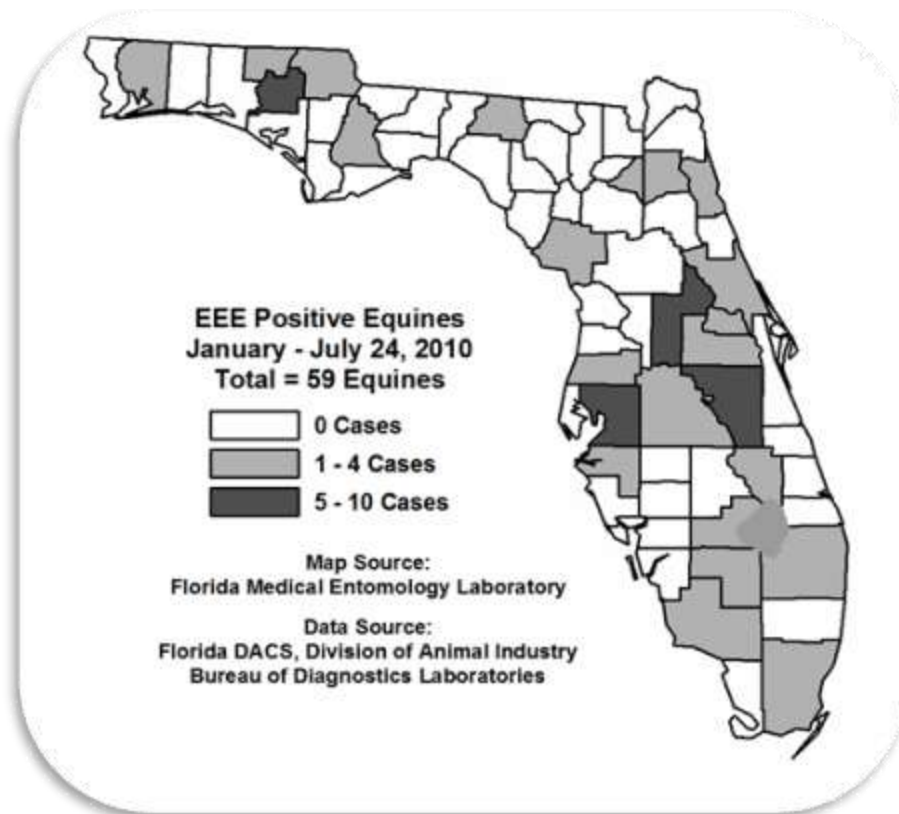 EEE Positive Equines
January - July 24, 2010
Total = 59 Equines
0 Cases
1 - 4 Cases
5 - 10 Cases
Map Source:
Florida Medical Entomology Laboratory
Data Source:
Florida DACS, Division of Animal Industry
Bureau of Diagnostics Laboratories